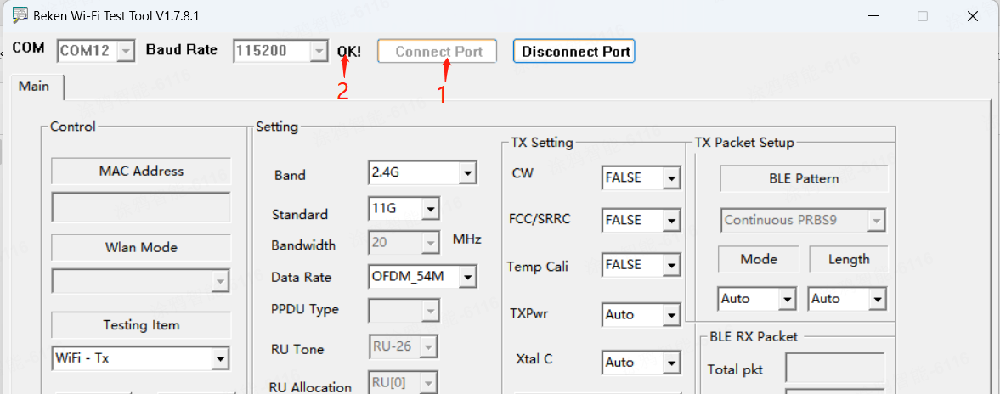 Beken Wi-Fi Test Tool V1.7.8.1
COM COM12 Baud Rate 115200 OK! Connect Port Disconnect Port
2 1
Main
Control
MAC Address
Wlan Mode
Testing Item
WiFi - Tx
Setting
Band 2.4G
Standard 11G
Bandwidth 20 MHz
Data Rate OFDM_54M
PPDU Type
RU Tone RU-26
RU Allocation RU[0]
TX Setting
CW FALSE
FCC/SRRC FALSE
Temp Cali FALSE
TXPwr Auto
Xtal C Auto
TX Packet Setup
BLE Pattern
Continuous PRBS9
Mode Length
Auto Auto
BLE RX Packet
Total pkt